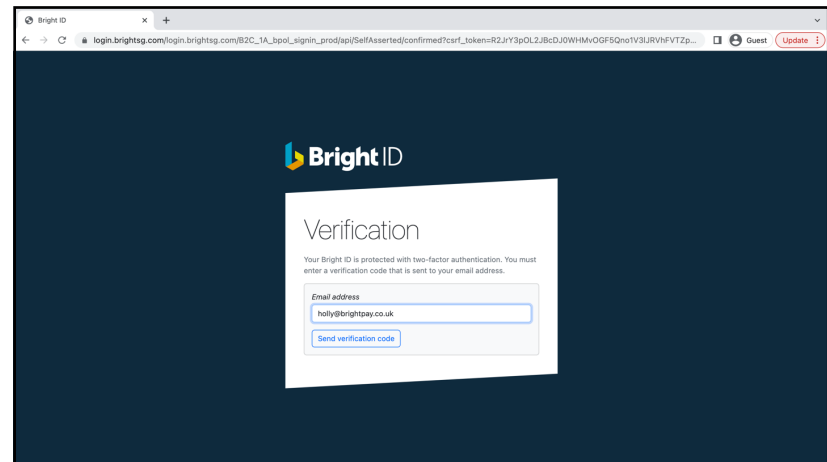 Bright ID
login.brightsg.com/login.brightsg.com/B2C_1A_bpol_signin_prod/api/SelfAsserted/confirmed?csrf_token=R2JrY3pOL2JBcDJ0WHMvOGF5Qno1V3lJRVhFVTZp...
Guest
Update
Bright ID
Verification
Your Bright ID is protected with two-factor authentication. You must
enter a verification code that is sent to your email address.
Email address
holly@brightpay.co.uk
Send verification code